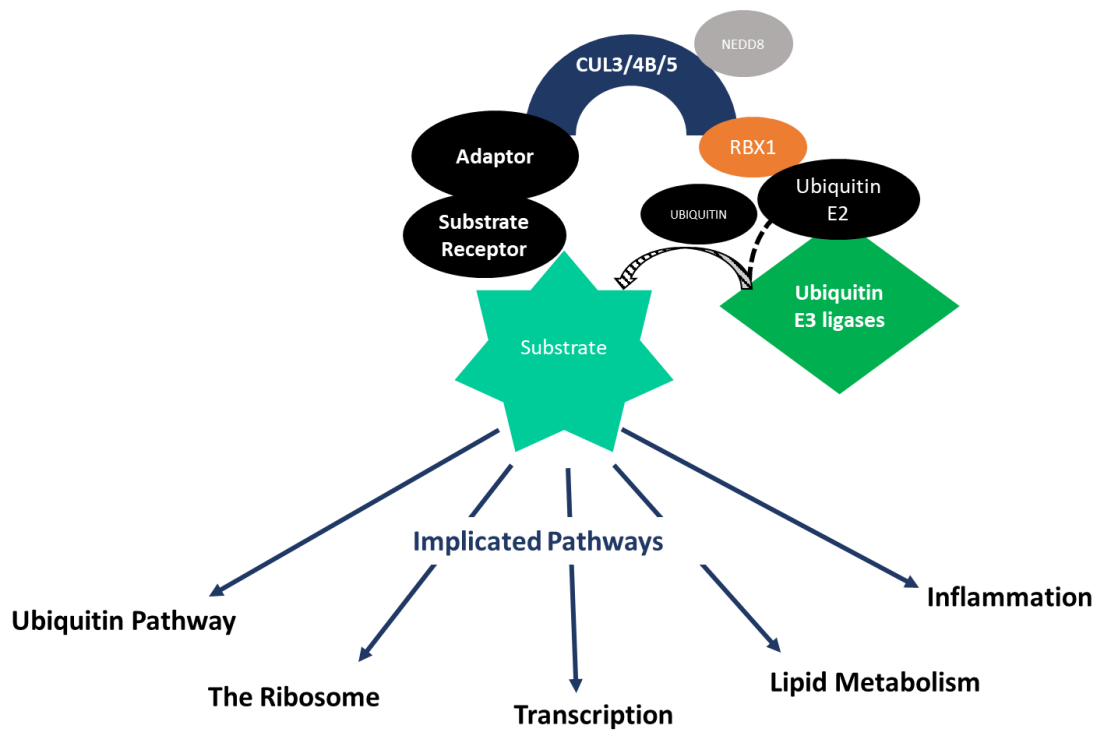 NEDD8
CUL3/4B/5
Adaptor
RBX1
Ubiquitin
E2
UBIQUITIN
Substrate
Receptor
Ubiquitin
E3 ligases
Substrate
Implicated Pathways
Inflammation
Ubiquitin Pathway
Lipid Metabolism
The Ribosome
Transcription